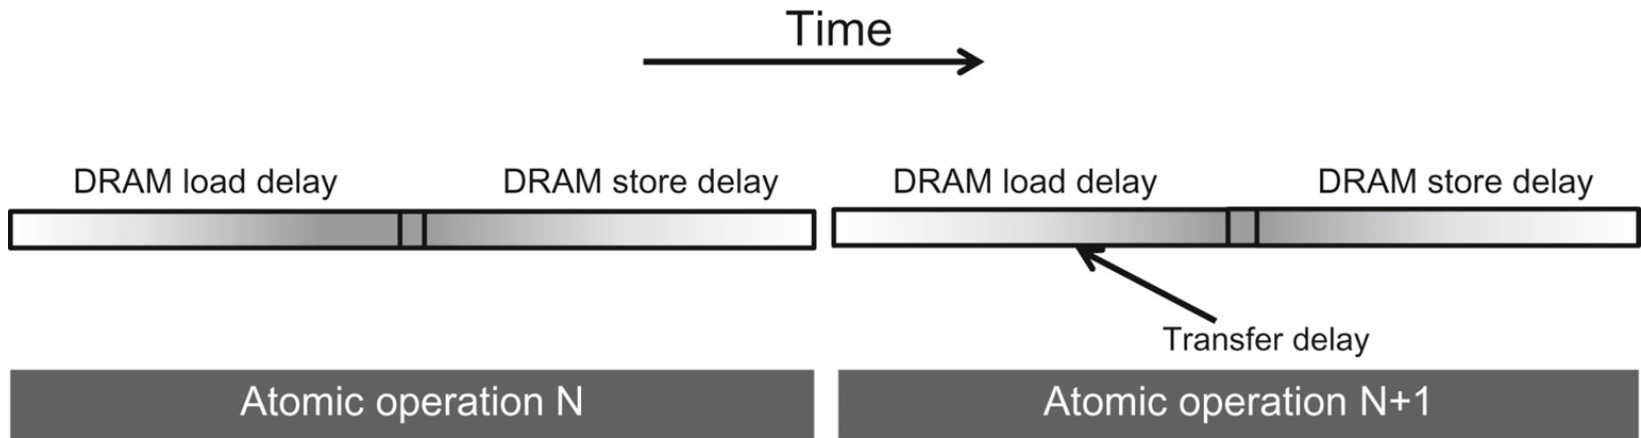 Time
DRAM load delay
DRAM store delay
DRAM load delay
DRAM store delay
Transfer delay
Atomic operation N
Atomic operation N+1